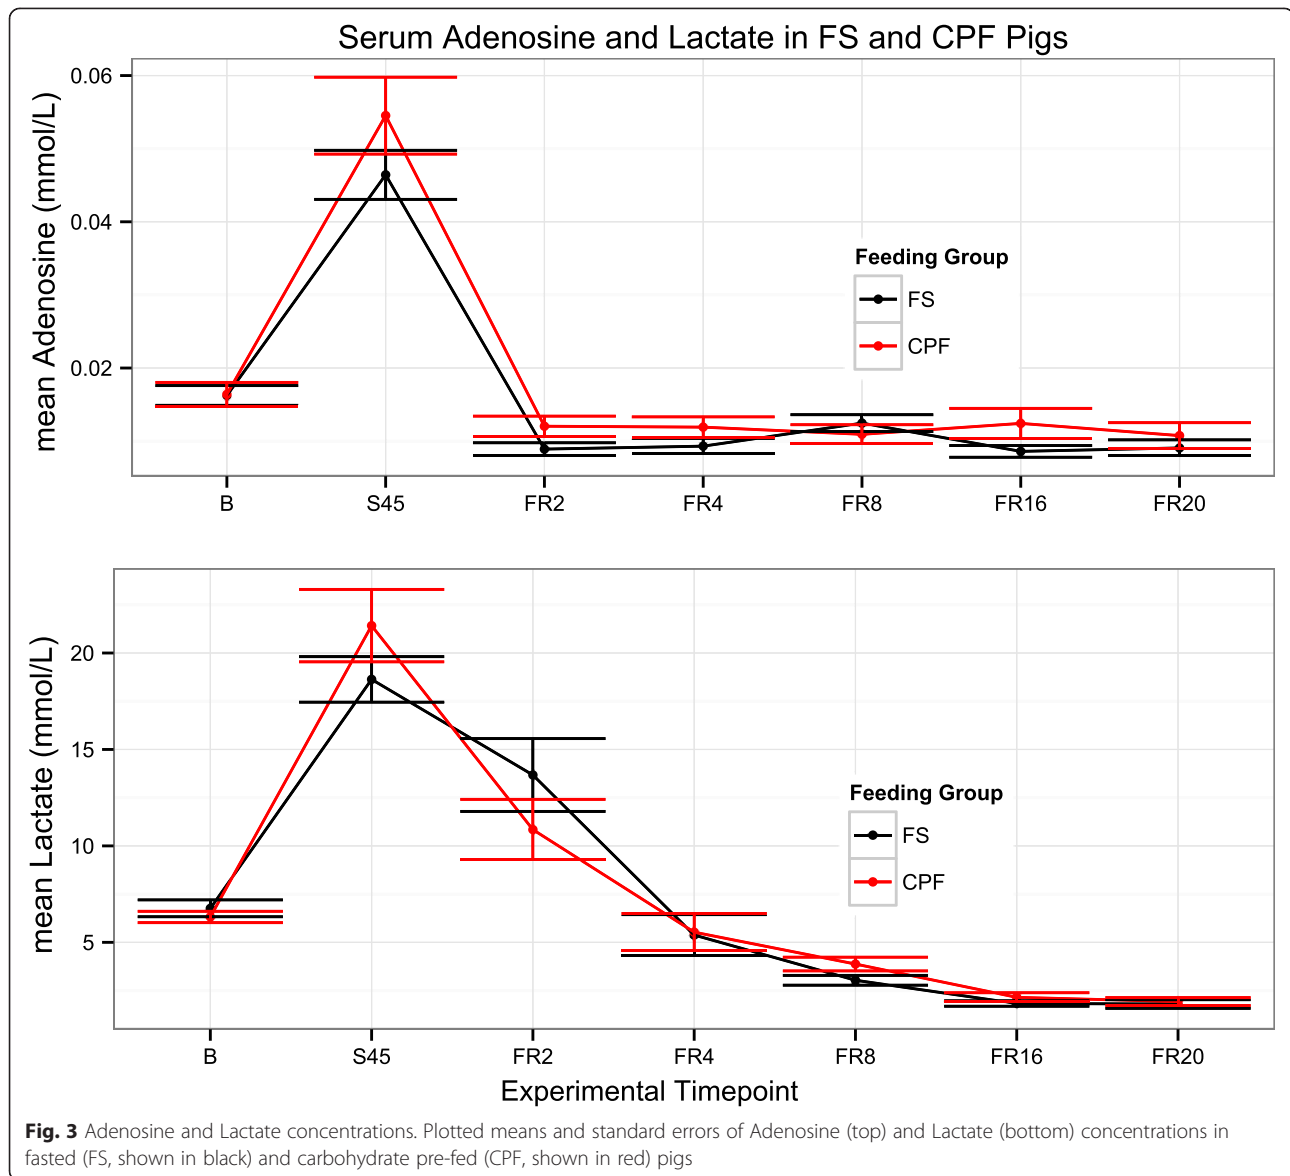 Serum Adenosine and Lactate in FS and CPF Pigs
mean Adenosine (mmol/L)
0.06
0.04
0.02
Feeding Group
FS
CPF
B S45 FR2 FR4 FR8 FR16 FR20
mean Lactate (mmol/L)
20
15
10
5
Feeding Group
FS
CPF
B S45 FR2 FR4 FR8 FR16 FR20
Experimental Timepoint
Fig. 3 Adenosine and Lactate concentrations. Plotted means and standard errors of Adenosine (top) and Lactate (bottom) concentrations in
fasted (FS, shown in black) and carbohydrate pre-fed (CPF, shown in red) pigs